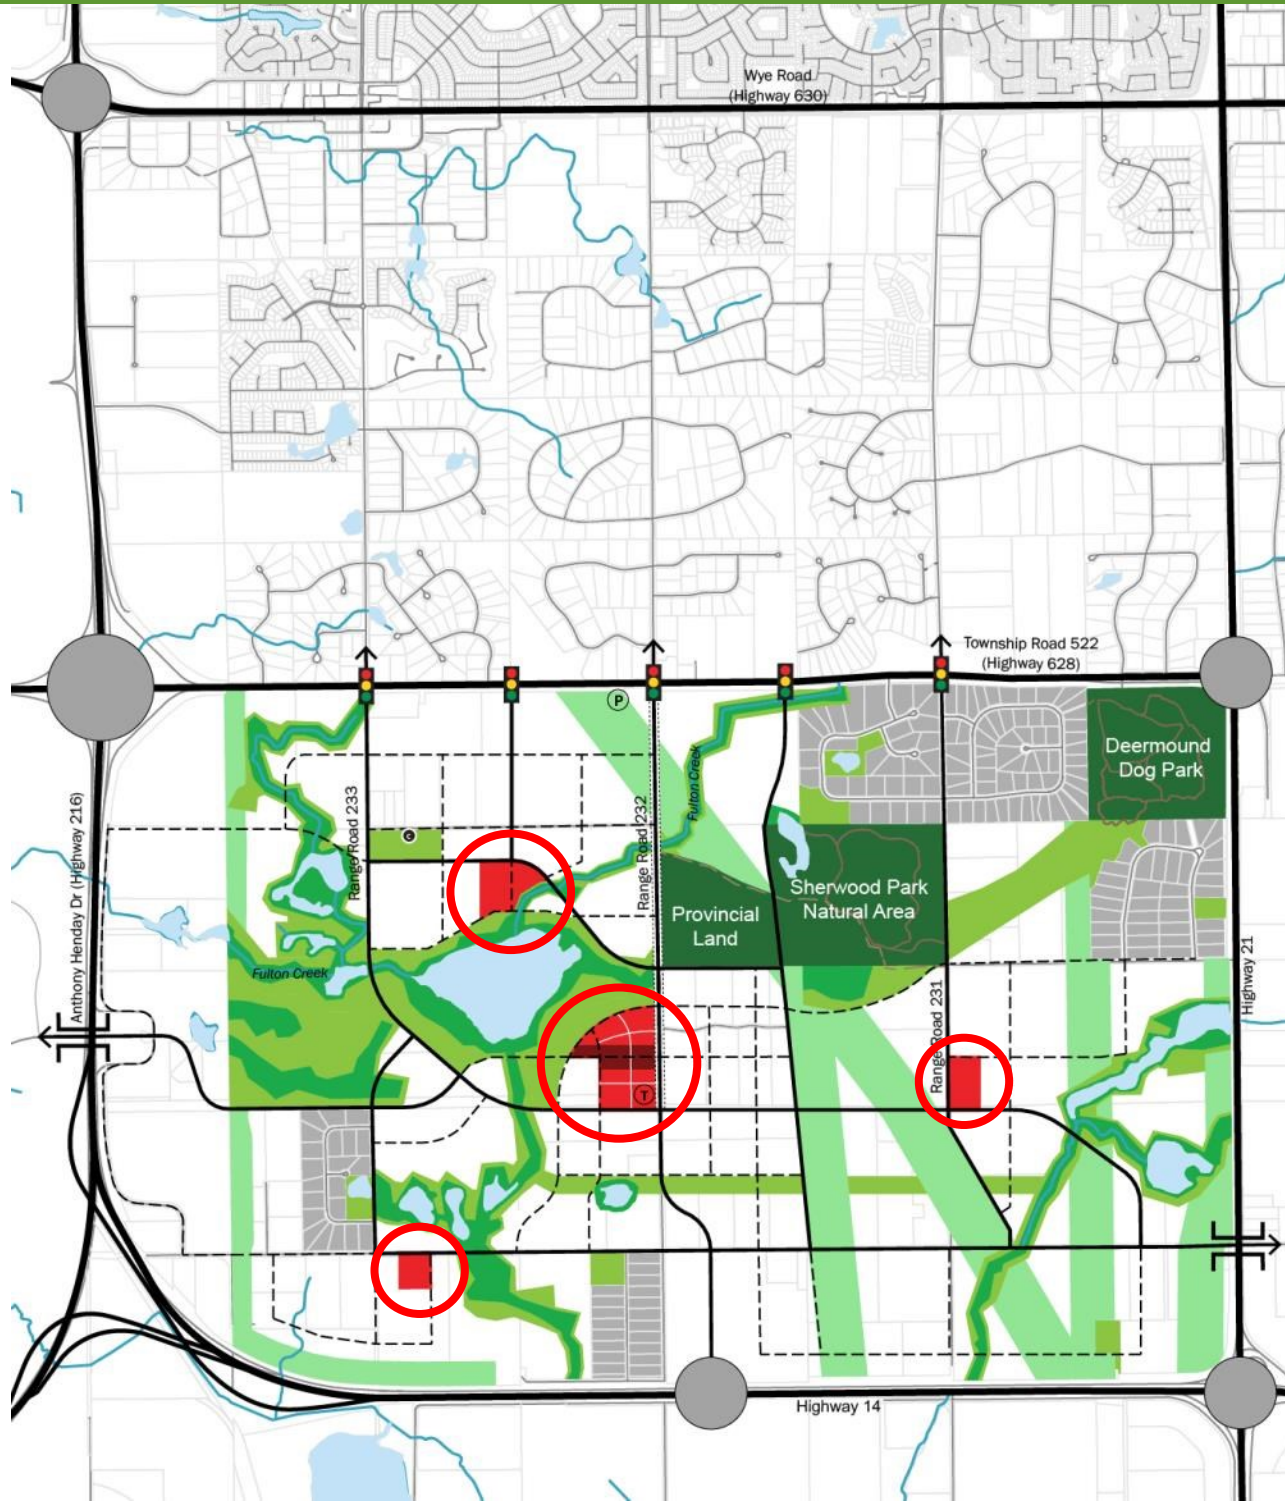 Wye Road
(Highway 630)
Township Road 522
(Highway 628)
P
Deermound
Dog Park
Fulton Creek
Anthony Henday Dr (Highway 216)
Range Road 233
Range Road 232
C
Sherwood Park
Natural Area
Provincial
Land
Fulton Creek
Highway 21
Range Road 231
T
Highway 14